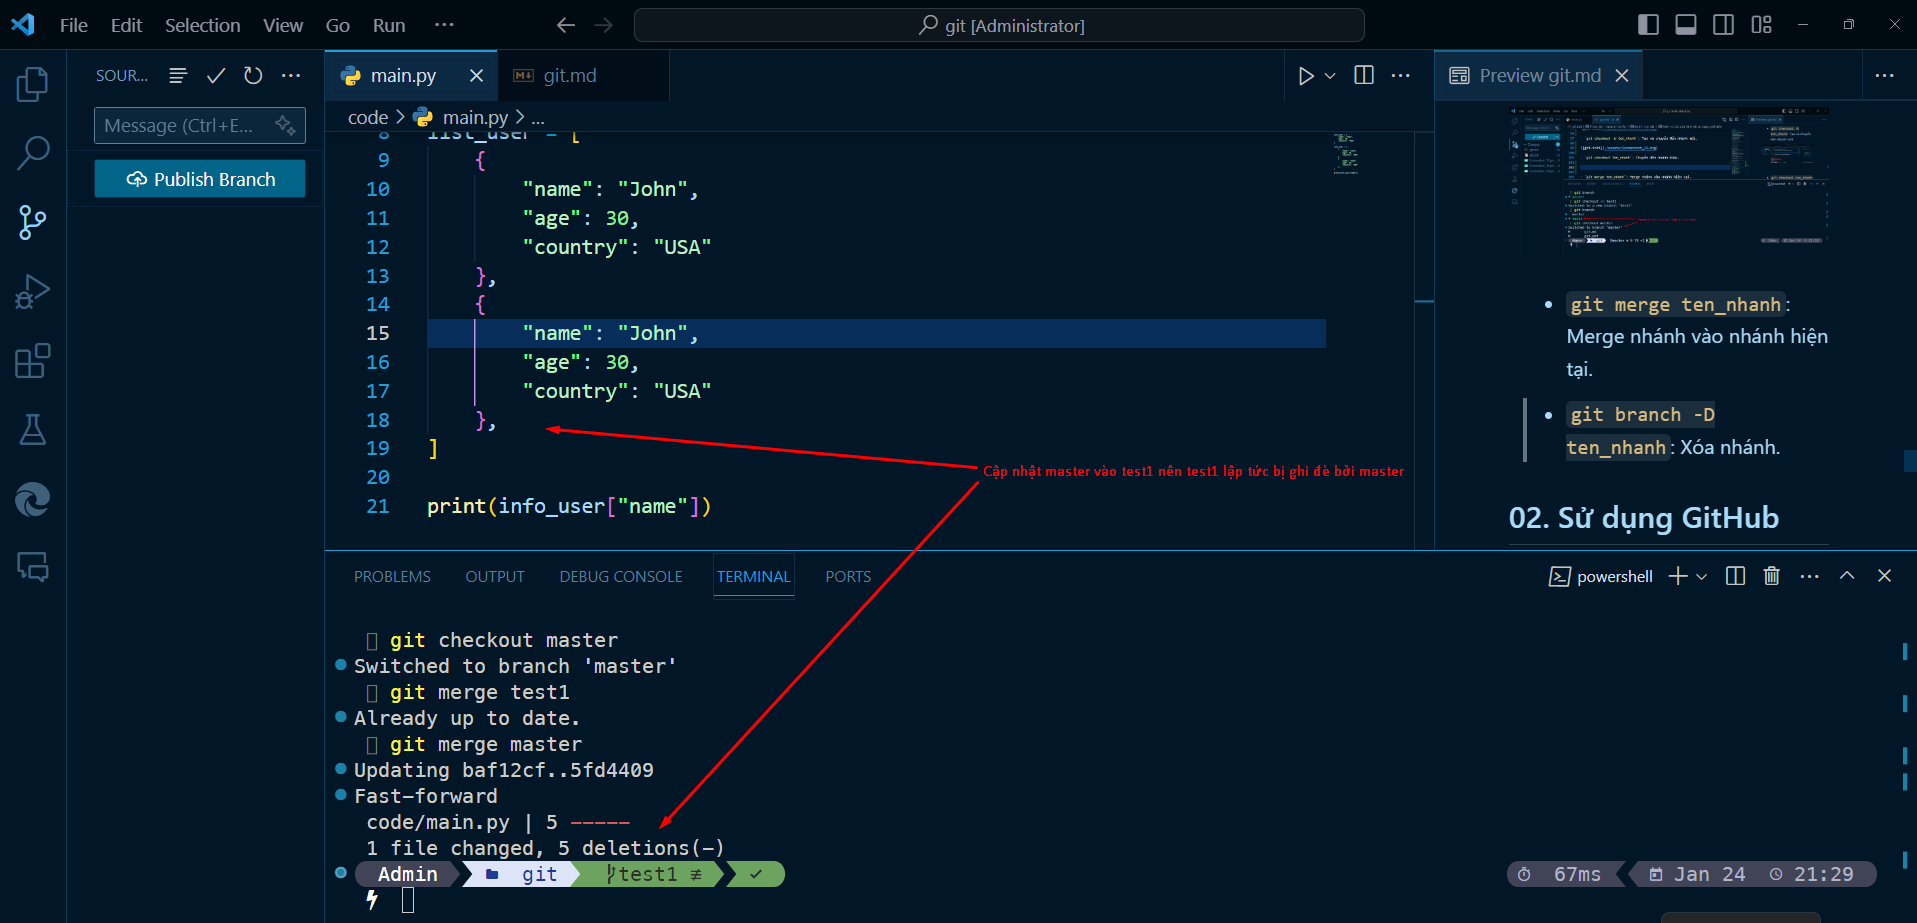 File Edit Selection View Go Run ···
git [Administrator]
SOUR... ···
Message (Ctrl+E...
Publish Branch
main.py
git.md
code > main.py > ...
8 list_user = [
9 {
10 "name": "John",
11 "age": 30,
12 "country": "USA"
13 },
14 {
15 "name": "John",
16 "age": 30,
17 "country": "USA"
18 },
19 ]
20
21 print(info_user["name"])
Cập nhật master vào test1 nên test1 lập tức bị ghi đè bởi master
Preview git.md
git merge ten_nhanh:
Merge nhánh vào nhánh hiện
tại.
git branch -D
ten_nhanh: Xóa nhánh.
02. Sử dụng GitHub
PROBLEMS OUTPUT DEBUG CONSOLE TERMINAL PORTS
powershell
git checkout master
Switched to branch 'master'
git merge test1
Already up to date.
git merge master
Updating baf12cf..5fd4409
Fast-forward
code/main.py | 5 -----
1 file changed, 5 deletions(-)
Admin git test1 ≢ ✓
67ms Jan 24 21:29